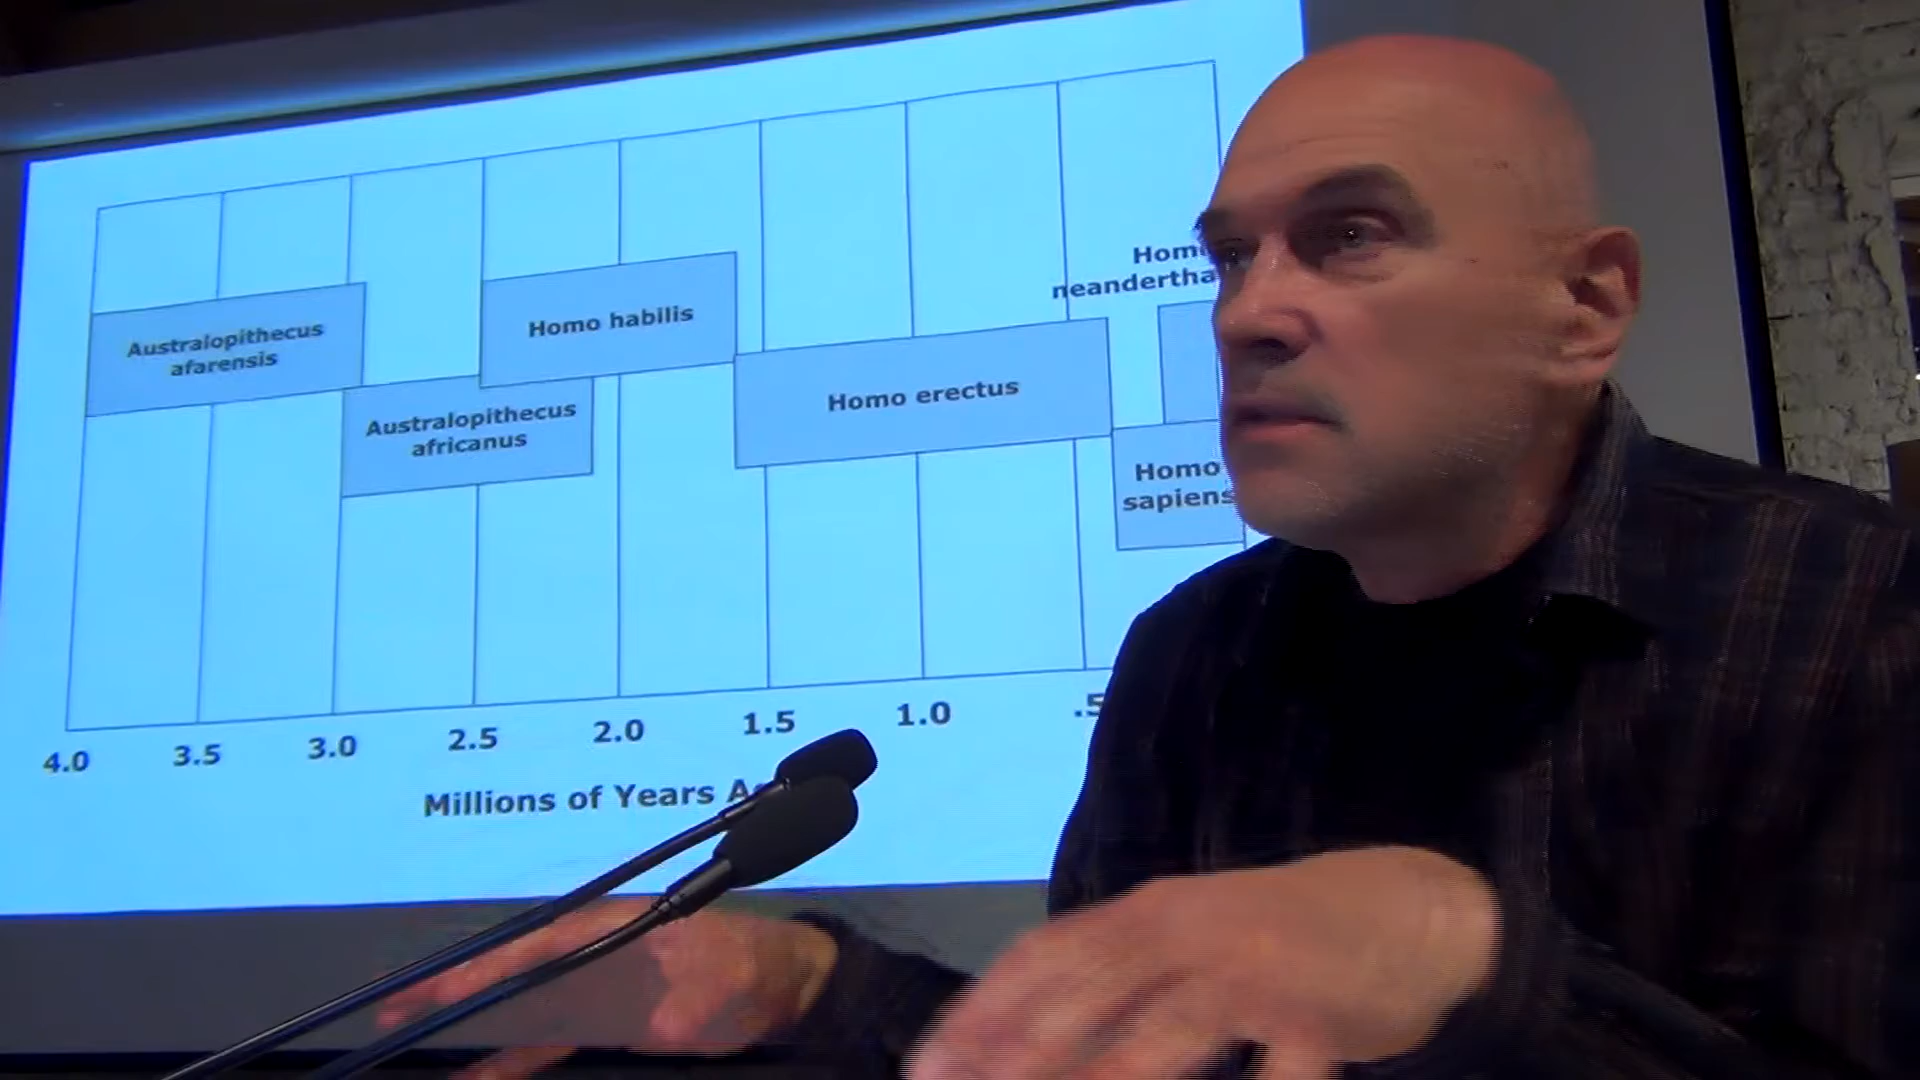 Australopithecus
afarensis
Australopithecus
africanus
Homo habilis
Homo erectus
Homo
sapiens
4.0
3.5
3.0
2.5
2.0
1.5
1.0
.5
Millions of Years